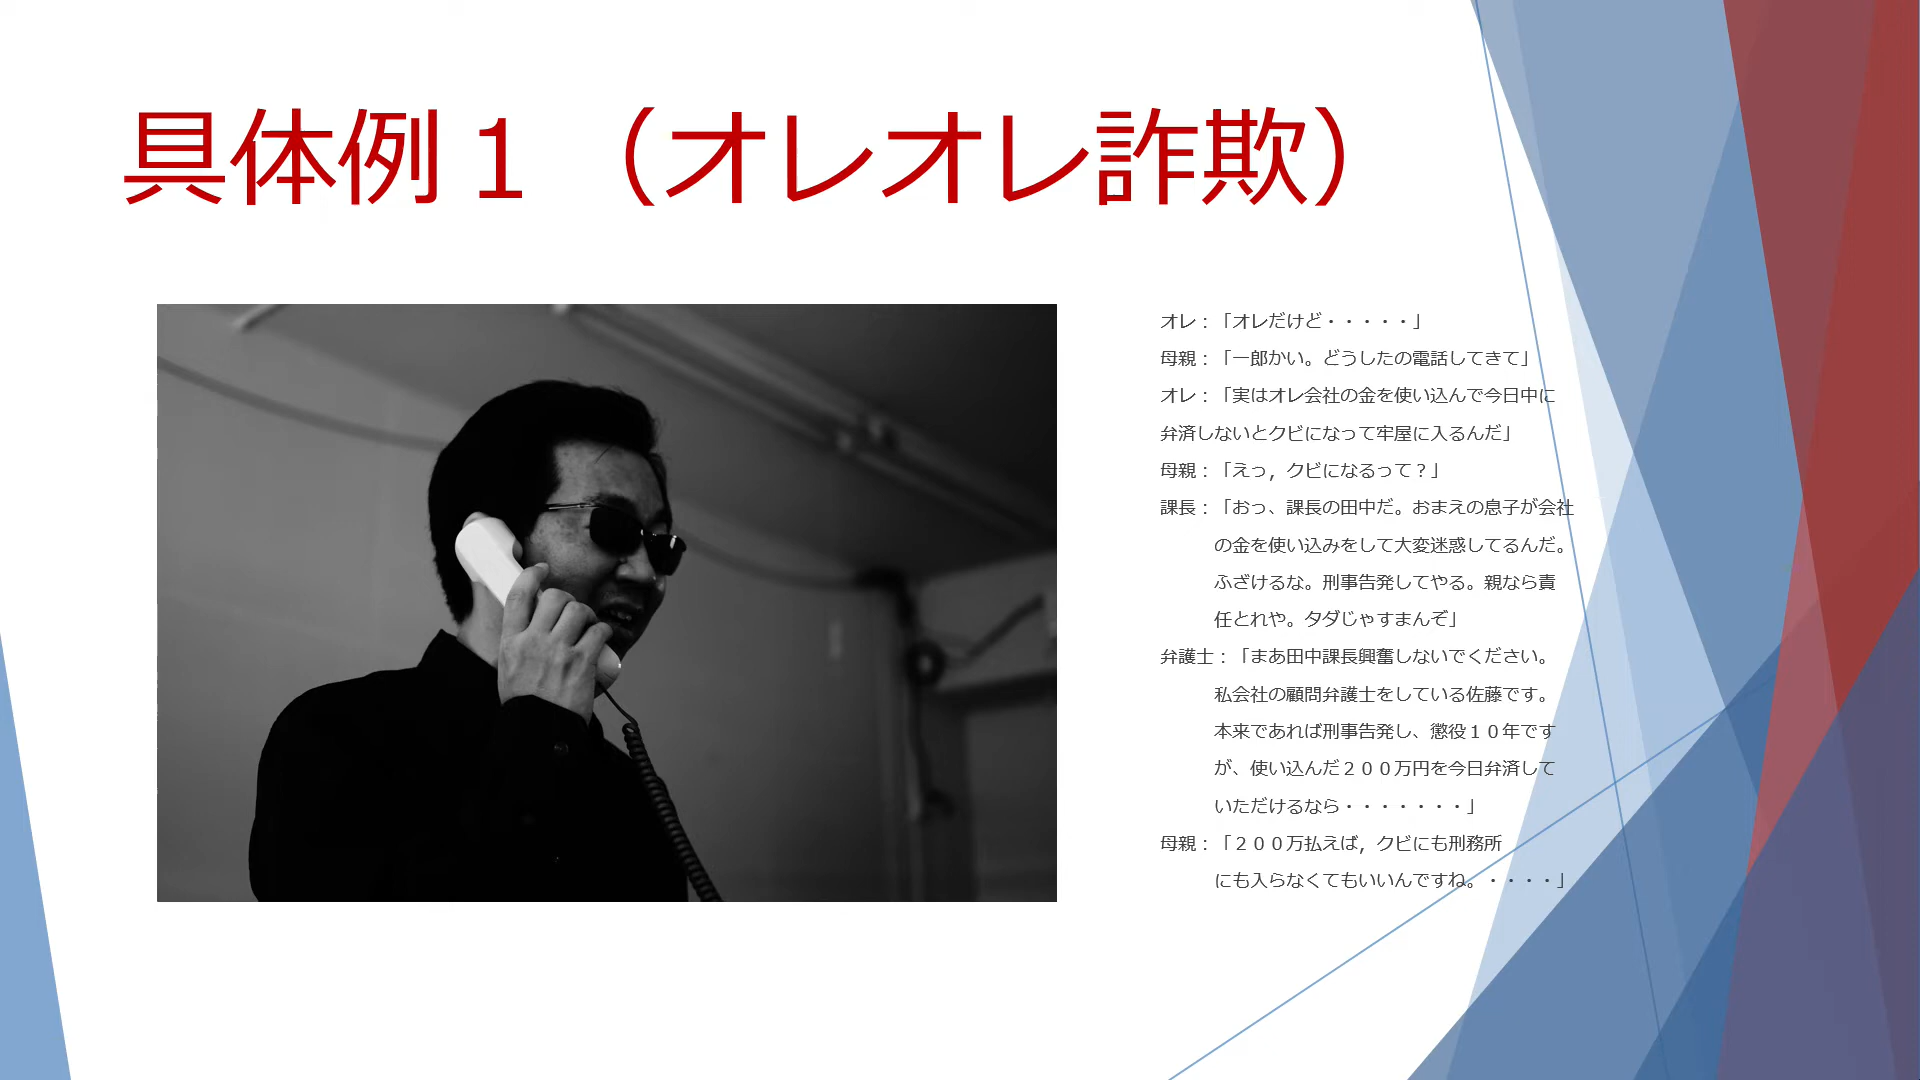 具体例１（オレオレ詐欺）
オレ：「オレだけど・・・・・」
母親：「一郎かい。どうしたの電話してきて」
オレ：「実はオレ会社の金を使い込んで今日中に
弁済しないとクビになって牢屋に入るんだ」
母親：「えっ，クビになるって？」
課長：「おっ、課長の田中だ。おまえの息子が会社
の金を使い込みをして大変迷惑してるんだ。
ふざけるな。刑事告発してやる。親なら責
任とれや。タダじゃすまんぞ」
弁護士：「まあ田中課長興奮しないでください。
私会社の顧問弁護士をしている佐藤です。
本来であれば刑事告発し、懲役１０年です
が、使い込んだ２００万円を今日弁済して
いただけるなら・・・・・・・」
母親：「２００万払えば，クビにも刑務所
にも入らなくてもいいんですね。・・・・」